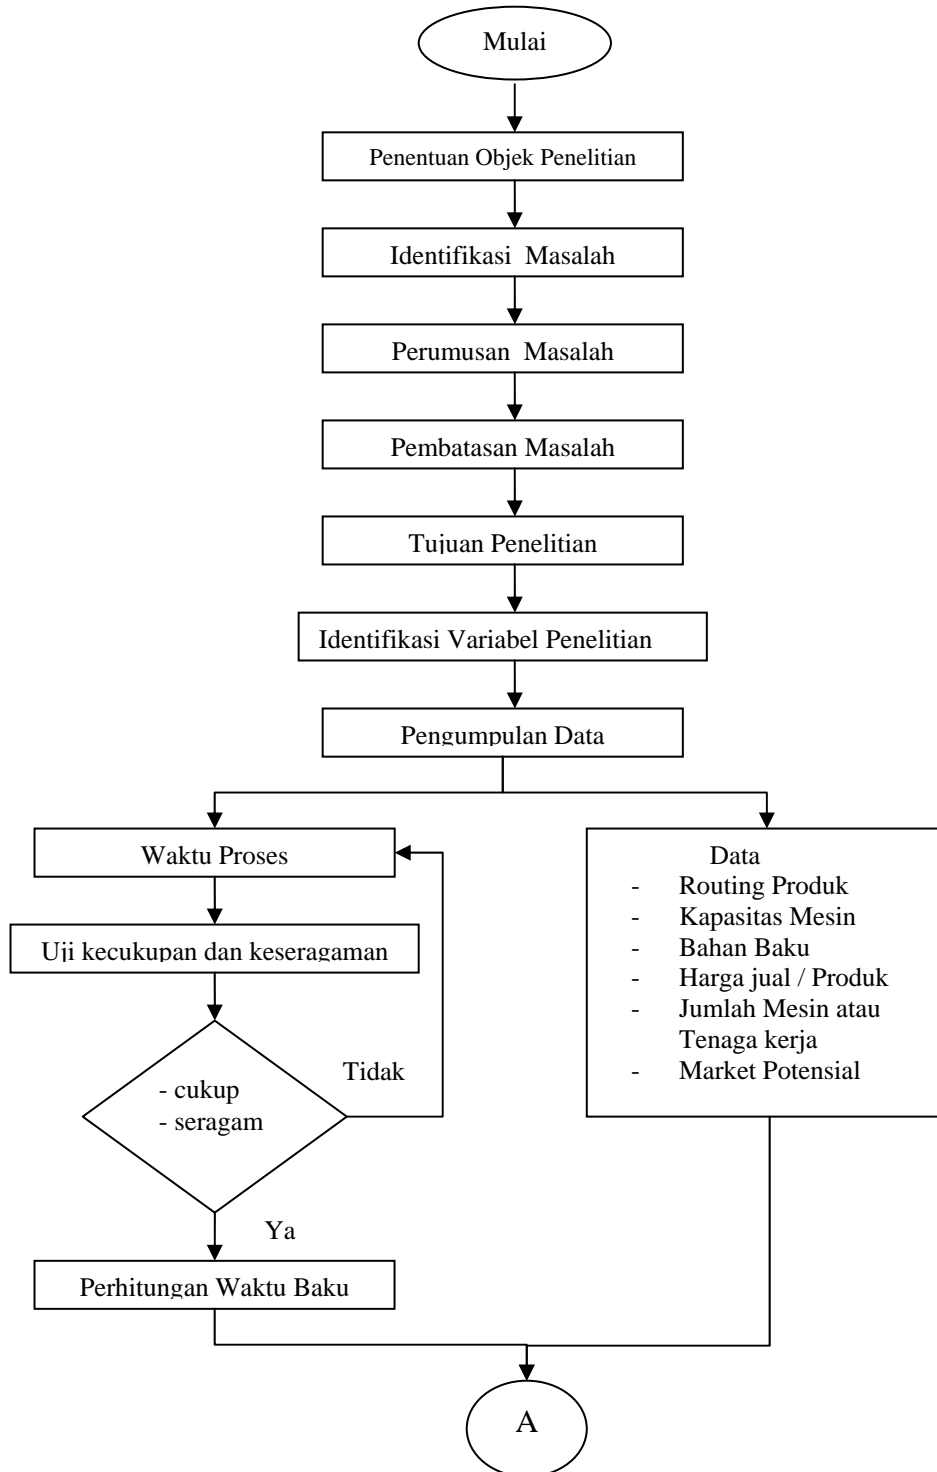 Mulai
Penentuan Objek Penelitian
Identifikasi Masalah
Perumusan Masalah
Pembatasan Masalah
Tujuan Penelitian
Identifikasi Variabel Penelitian
Pengumpulan Data
Waktu Proses
Uji kecukupan dan keseragaman
- cukup
- seragam
Tidak
Ya
Perhitungan Waktu Baku
Data
- Routing Produk
- Kapasitas Mesin
- Bahan Baku
- Harga jual / Produk
- Jumlah Mesin atau
Tenaga kerja
- Market Potensial
A